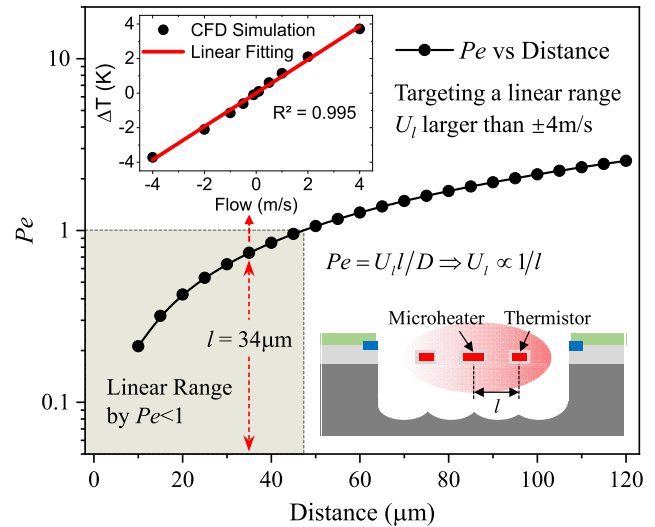 CFD Simulation
Linear Fitting
R² = 0.995
ΔT (K)
4
2
0
-2
-4
-4
-2
0
2
4
Flow (m/s)
Pe vs Distance
Targeting a linear range
U_l larger than ±4m/s
Pe = U_l l/D ⇒ U_l ∝ 1/l
l = 34μm
Linear Range
by Pe<1
Microheater
Thermistor
l
Pe
10
1
0.1
0
20
40
60
80
100
120
Distance (μm)